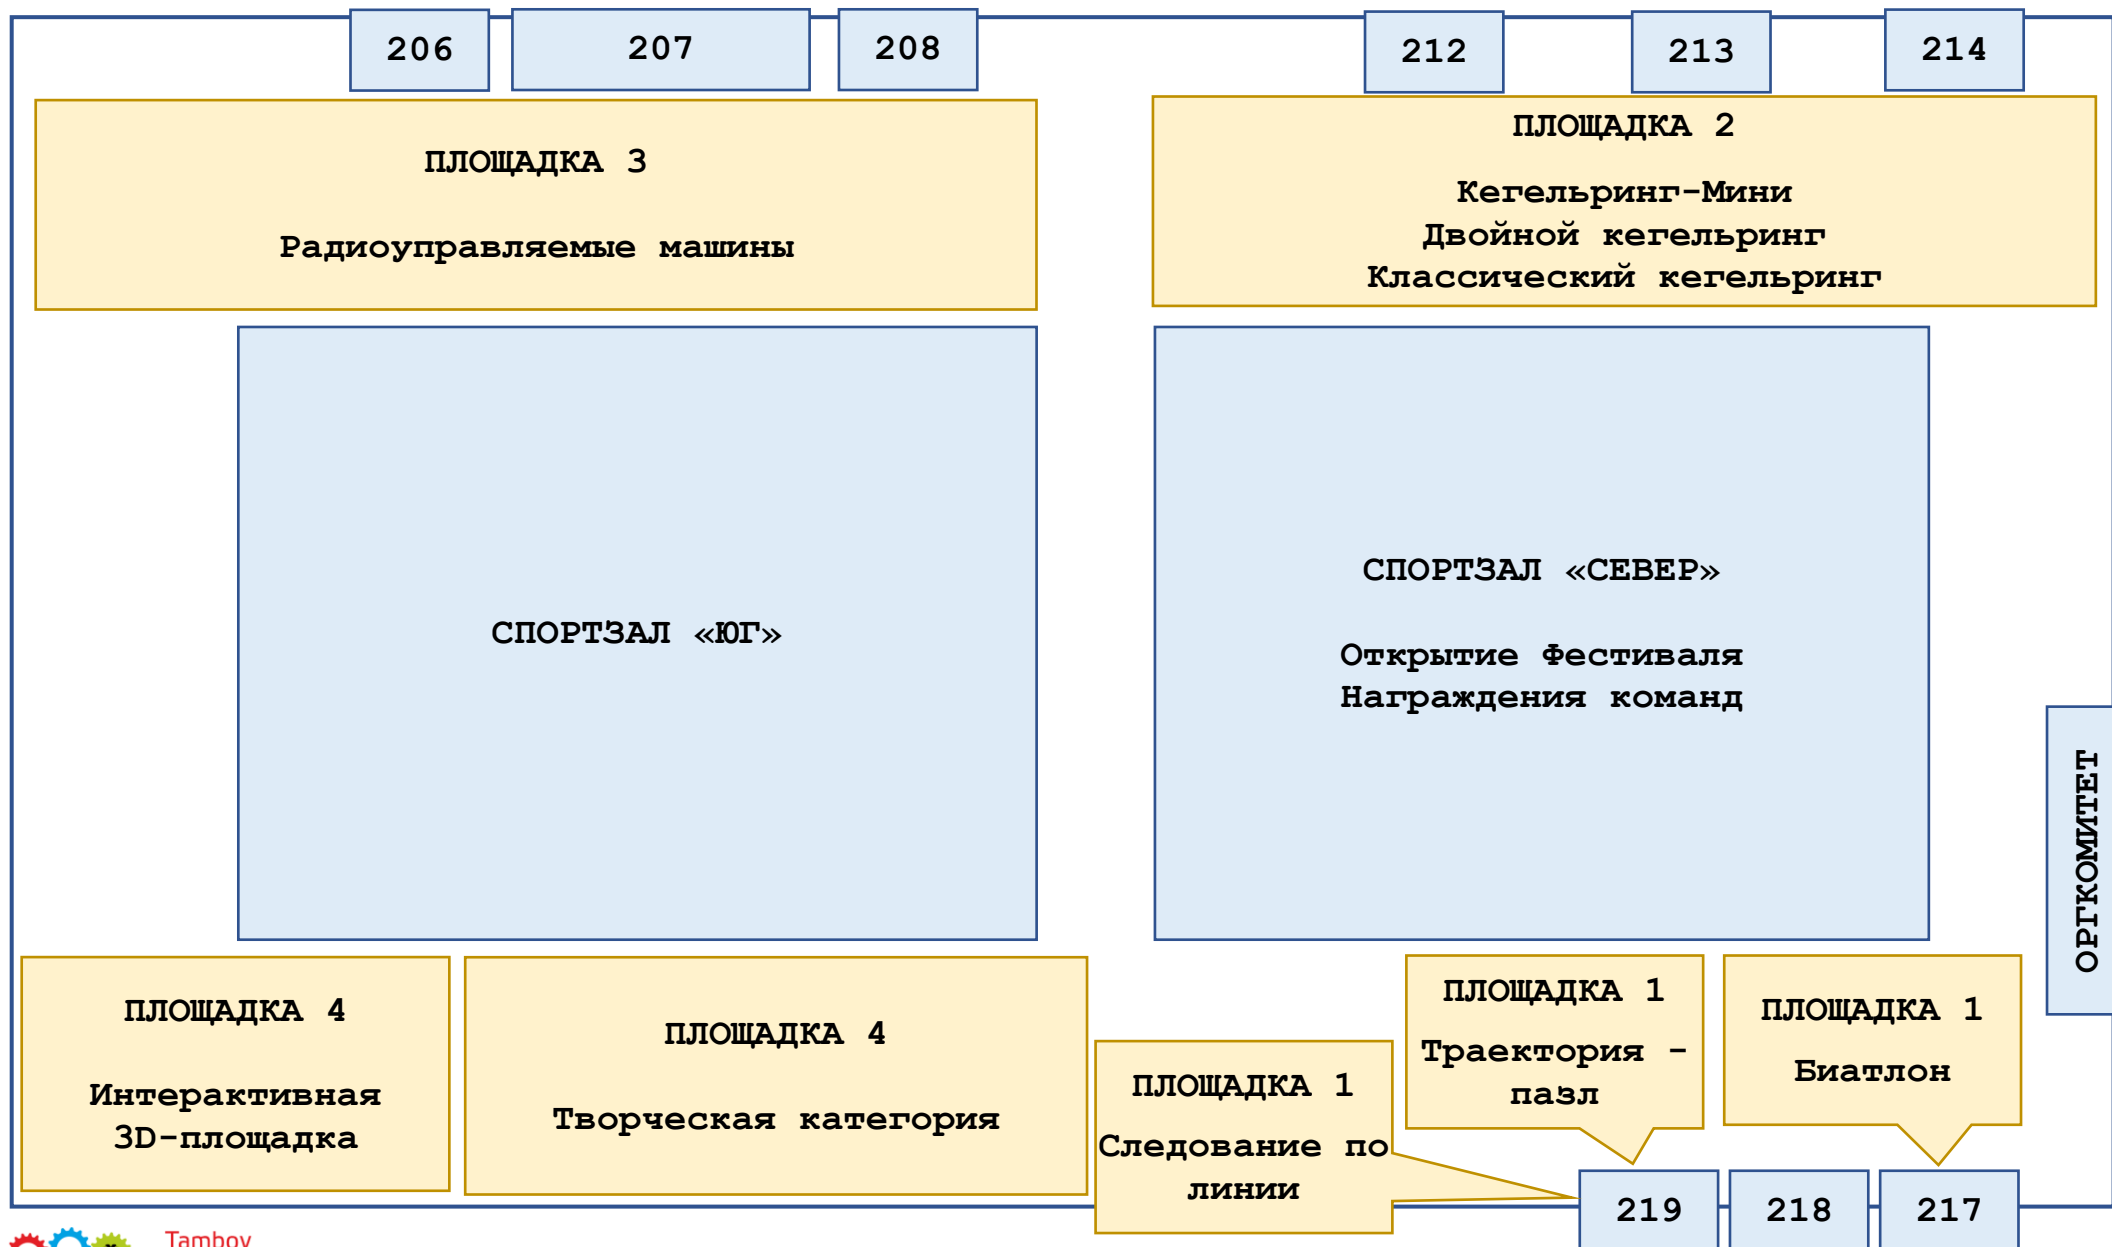 206
207
208
212
213
214
ПЛОЩАДКА 3
Радиоуправляемые машины
ПЛОЩАДКА 2
Кегельринг-Мини
Двойной кегельринг
Классический кегельринг
СПОРТЗАЛ «ЮГ»
СПОРТЗАЛ «СЕВЕР»
Открытие Фестиваля
Награждения команд
ОРГКОМИТЕТ
ПЛОЩАДКА 4
Интерактивная
3D-площадка
ПЛОЩАДКА 4
Творческая категория
ПЛОЩАДКА 1
Следование по
линии
ПЛОЩАДКА 1
Траектория -
пазл
ПЛОЩАДКА 1
Биатлон
219
218
217
Tambov